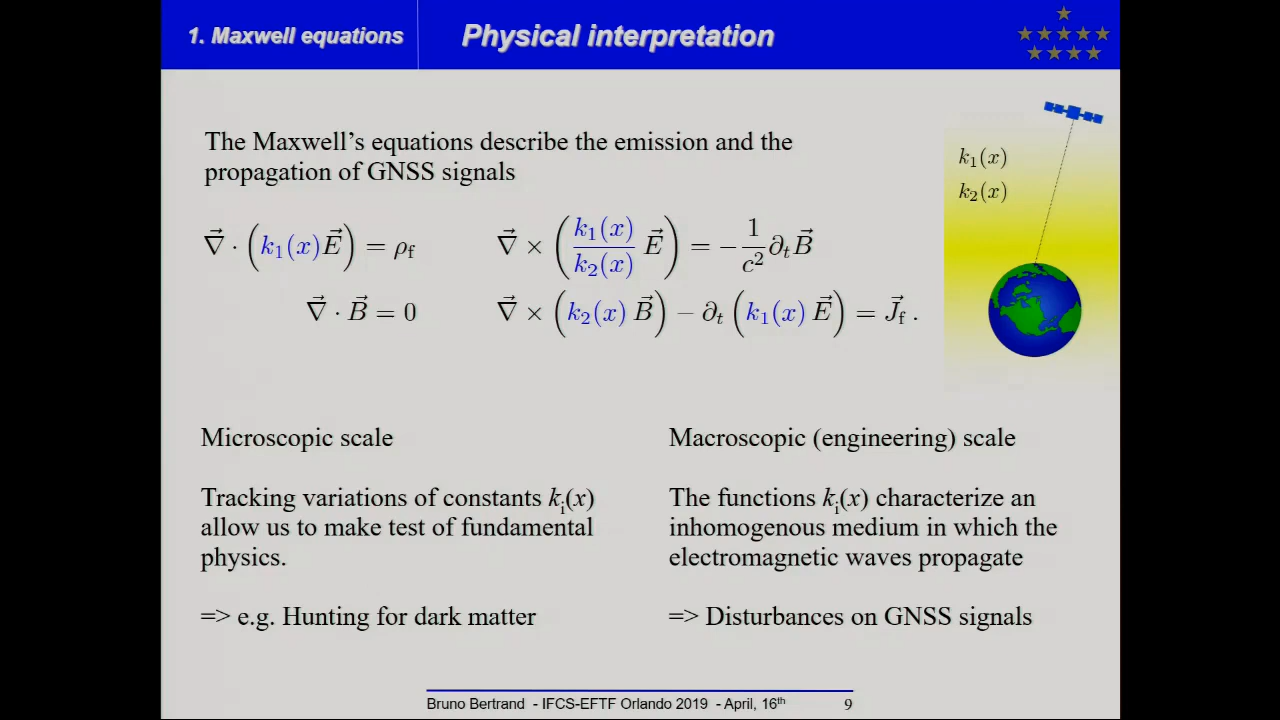 1. Maxwell equations
Physical interpretation
The Maxwell's equations describe the emission and the
propagation of GNSS signals
k₁(x)
k₂(x)
∇⃗ · (k₁(x)E⃗) = ρ_f
∇⃗ × (k₁(x)/k₂(x) E⃗) = −1/c² ∂ₜB⃗
∇⃗ · B⃗ = 0
∇⃗ × (k₂(x) B⃗) − ∂ₜ (k₁(x) E⃗) = J⃗_f .
Microscopic scale
Tracking variations of constants kᵢ(x)
allow us to make test of fundamental
physics.
=> e.g. Hunting for dark matter
Macroscopic (engineering) scale
The functions kᵢ(x) characterize an
inhomogenous medium in which the
electromagnetic waves propagate
=> Disturbances on GNSS signals
Bruno Bertrand - IFCS-EFTF Orlando 2019 - April, 16th 9